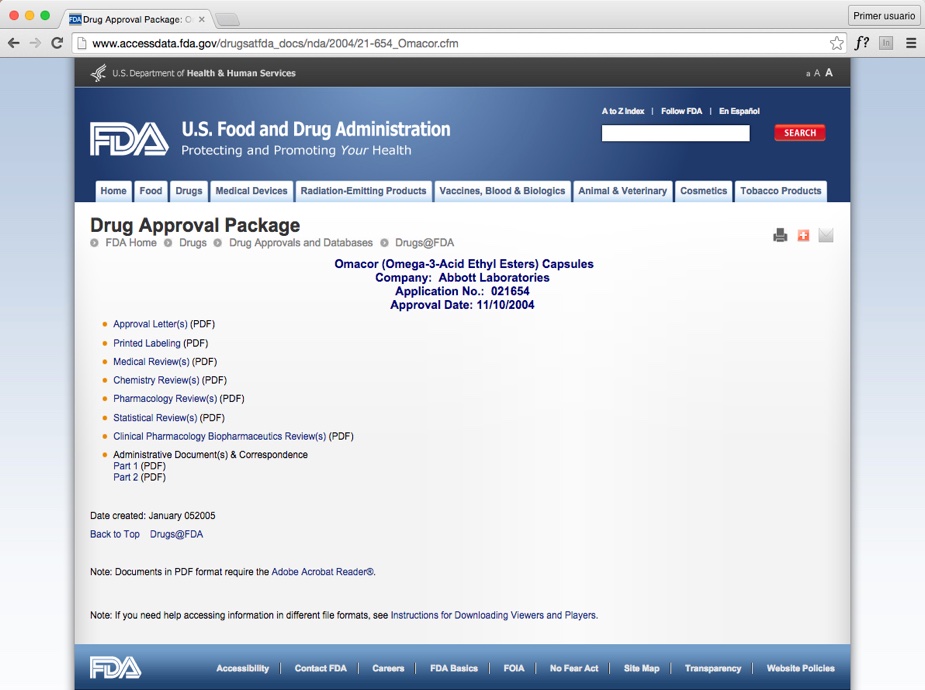 Drug Approval Package: O
Primer usuario
www.accessdata.fda.gov/drugsatfda_docs/nda/2004/21-654_Omacor.cfm
f?
in
U.S. Department of Health & Human Services
a A A
A to Z Index | Follow FDA | En Español
FDA U.S. Food and Drug Administration
Protecting and Promoting Your Health
SEARCH
Home Food Drugs Medical Devices Radiation-Emitting Products Vaccines, Blood & Biologics Animal & Veterinary Cosmetics Tobacco Products
Drug Approval Package
FDA Home Drugs Drug Approvals and Databases Drugs@FDA
Omacor (Omega-3-Acid Ethyl Esters) Capsules
Company: Abbott Laboratories
Application No.: 021654
Approval Date: 11/10/2004
Approval Letter(s) (PDF)
Printed Labeling (PDF)
Medical Review(s) (PDF)
Chemistry Review(s) (PDF)
Pharmacology Review(s) (PDF)
Statistical Review(s) (PDF)
Clinical Pharmacology Biopharmaceutics Review(s) (PDF)
Administrative Document(s) & Correspondence
Part 1 (PDF)
Part 2 (PDF)
Date created: January 052005
Back to Top Drugs@FDA
Note: Documents in PDF format require the Adobe Acrobat Reader®.
Note: If you need help accessing information in different file formats, see Instructions for Downloading Viewers and Players.
FDA Accessibility | Contact FDA | Careers | FDA Basics | FOIA | No Fear Act | Site Map | Transparency | Website Policies